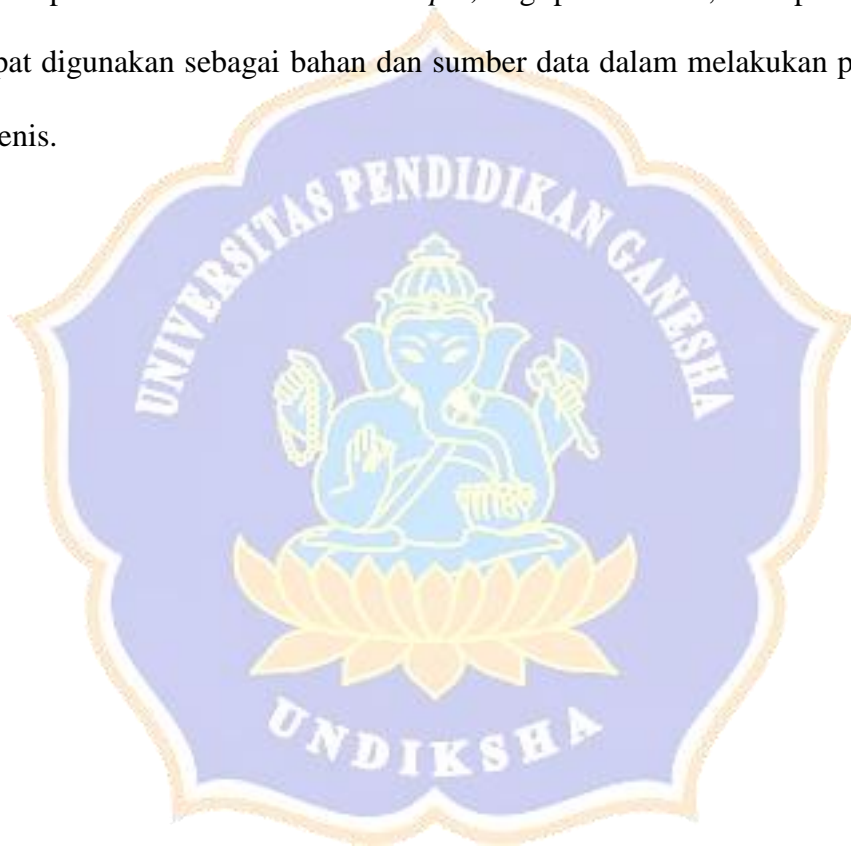 pat digunakan sebagai bahan dan sumber data dalam melakukan p
enis.
UNIVERSITAS PENDIDIKAN GANESHA
UNDIKSHA